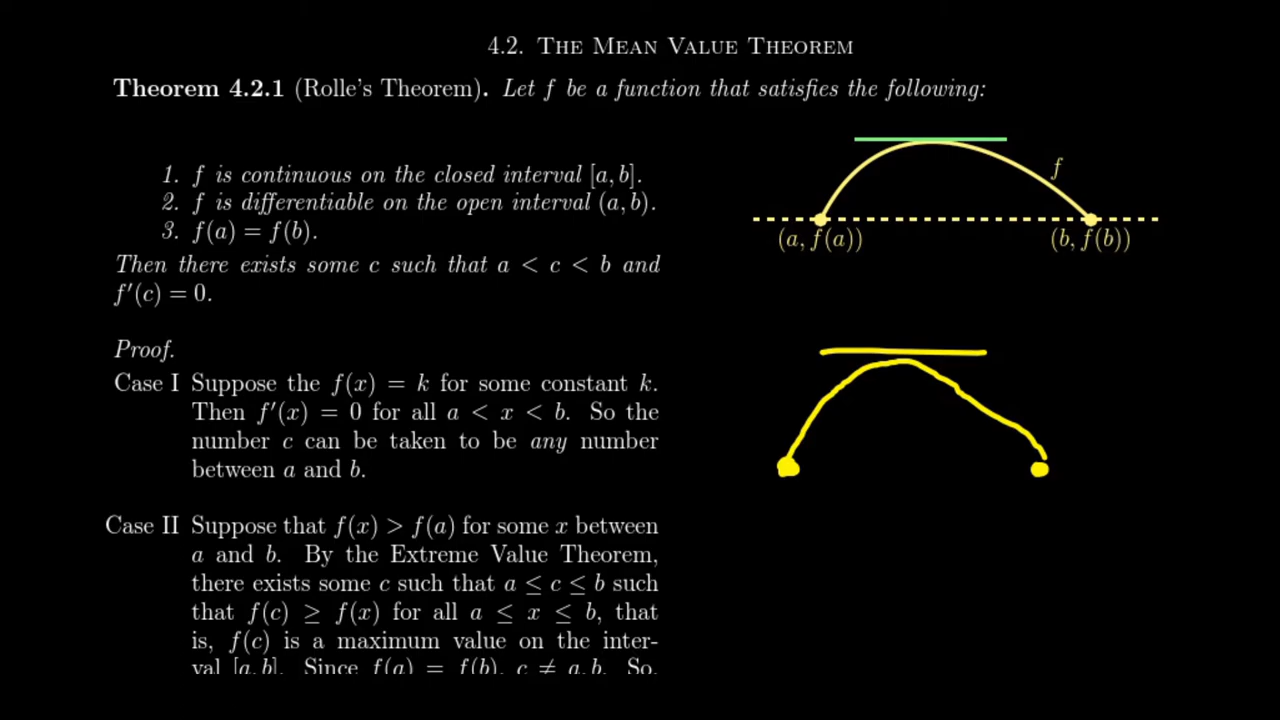 4.2. THE MEAN VALUE THEOREM
Theorem 4.2.1 (Rolle's Theorem). Let f be a function that satisfies the following:
1. f is continuous on the closed interval [a, b].
2. f is differentiable on the open interval (a, b).
3. f(a) = f(b).
Then there exists some c such that a < c < b and
f′(c) = 0.
f
(a, f(a))
(b, f(b))
Proof.
Case I Suppose the f(x) = k for some constant k.
Then f′(x) = 0 for all a < x < b. So the
number c can be taken to be any number
between a and b.
Case II Suppose that f(x) > f(a) for some x between
a and b. By the Extreme Value Theorem,
there exists some c such that a ≤ c ≤ b such
that f(c) ≥ f(x) for all a ≤ x ≤ b, that
is, f(c) is a maximum value on the inter-
val [a, b]. Since f(a) = f(b), c ≠ a, b. So,